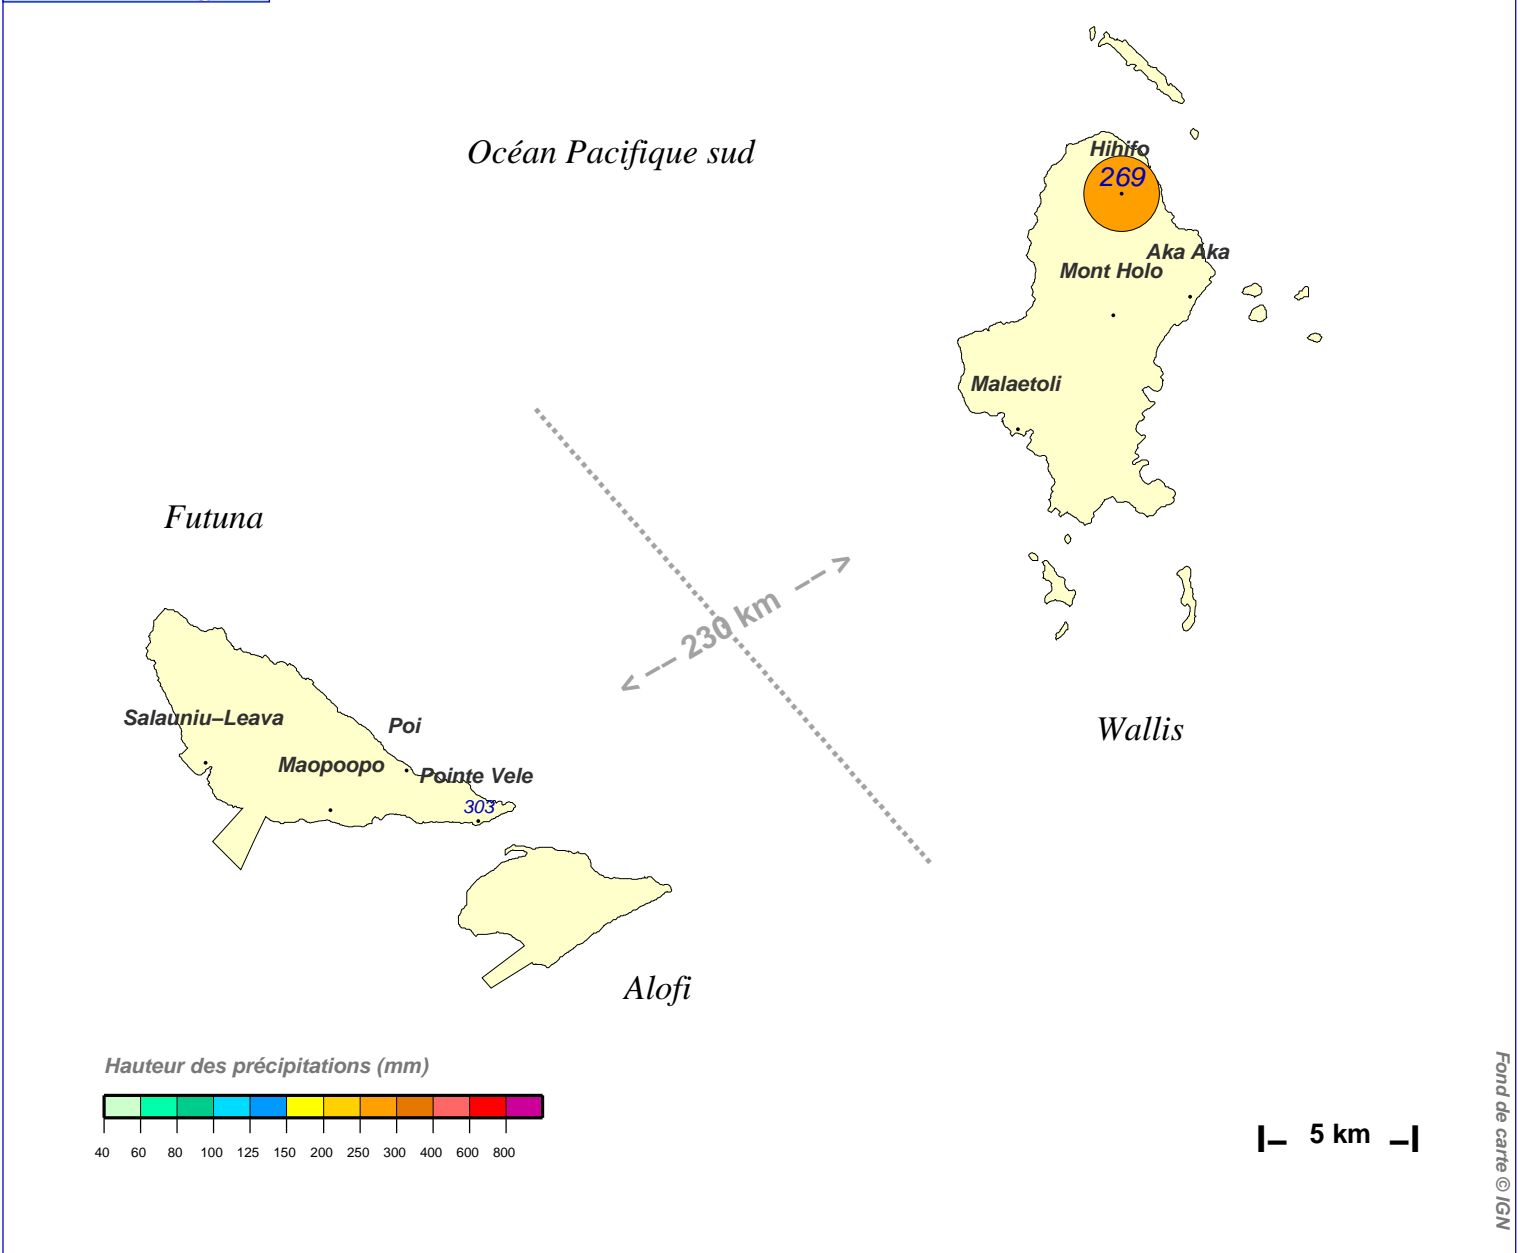 Océan Pacifique sud
Hihifo
269
Aka Aka
Mont Holo
Malaetoli
Futuna
230 km
Salauniu–Leava
Poi
Maopoopo
Pointe Vele
303
Wallis
Alofi
Hauteur des précipitations (mm)
40 60 80 100 125 150 200 250 300 400 600 800
5 km
Fond de carte © IGN